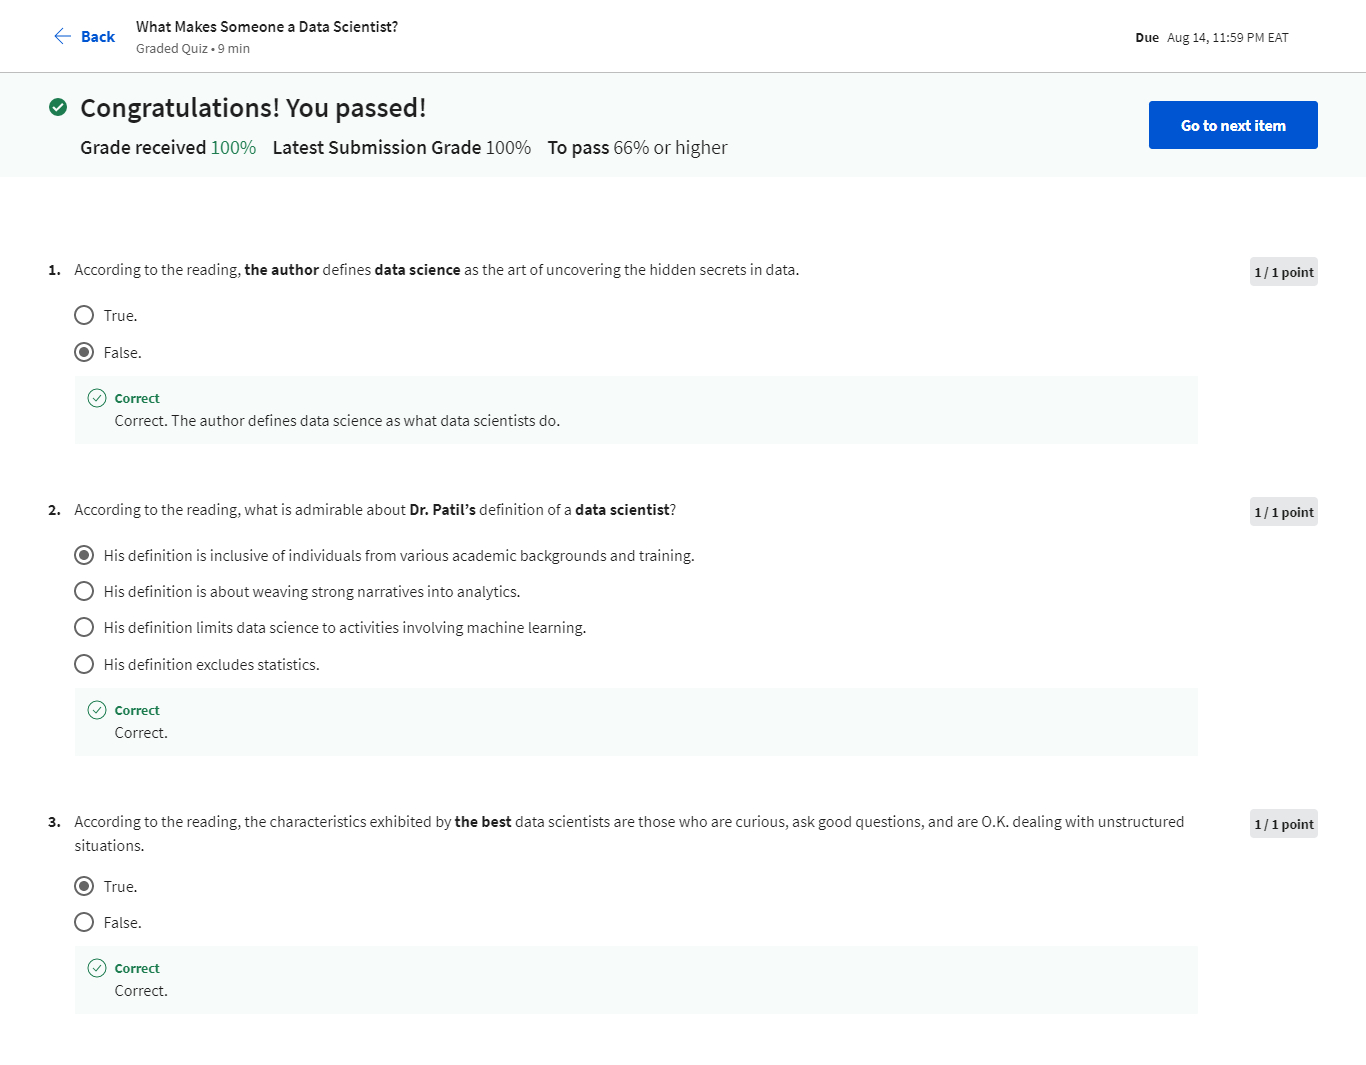 Back
What Makes Someone a Data Scientist?
Graded Quiz • 9 min
Due Aug 14, 11:59 PM EAT
Congratulations! You passed!
Grade received 100% Latest Submission Grade 100% To pass 66% or higher
Go to next item
1. According to the reading, the author defines data science as the art of uncovering the hidden secrets in data.
1 / 1 point
True.
False.
Correct
Correct. The author defines data science as what data scientists do.
2. According to the reading, what is admirable about Dr. Patil’s definition of a data scientist?
1 / 1 point
His definition is inclusive of individuals from various academic backgrounds and training.
His definition is about weaving strong narratives into analytics.
His definition limits data science to activities involving machine learning.
His definition excludes statistics.
Correct
Correct.
3. According to the reading, the characteristics exhibited by the best data scientists are those who are curious, ask good questions, and are O.K. dealing with unstructured
situations.
1 / 1 point
True.
False.
Correct
Correct.